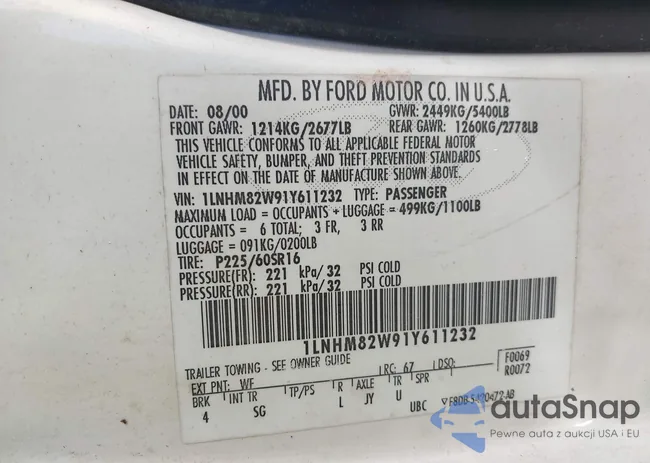 MFD. BY FORD MOTOR CO. IN U.S.A.
DATE: 08/00 GVWR: 2449KG/5400LB
FRONT GAWR: 1214KG/2677LB REAR GAWR: 1260KG/2778LB
THIS VEHICLE CONFORMS TO ALL APPLICABLE FEDERAL MOTOR
VEHICLE SAFETY, BUMPER, AND THEFT PREVENTION STANDARDS
IN EFFECT ON THE DATE OF MANUFACTURE SHOWN ABOVE.
VIN: 1LNHM82W91Y611232 TYPE: PASSENGER
MAXIMUM LOAD = OCCUPANTS + LUGGAGE = 499KG/1100LB
OCCUPANTS = 6 TOTAL; 3 FR, 3 RR
LUGGAGE = 091KG/0200LB
TIRE: P225/60SR16
PRESSURE(FR): 221 kPa/32 PSI COLD
PRESSURE(RR): 221 kPa/32 PSI COLD
1LNHM82W91Y611232
TRAILER TOWING - SEE OWNER GUIDE
EXT PNT: WF RC: 67 DSO: F0069
R0072
BRK INT TR TP/PS R AXLE TR SPR
4 SG L JY U
UBC
autoSnap
Pewne auta z aukcji USA i EU